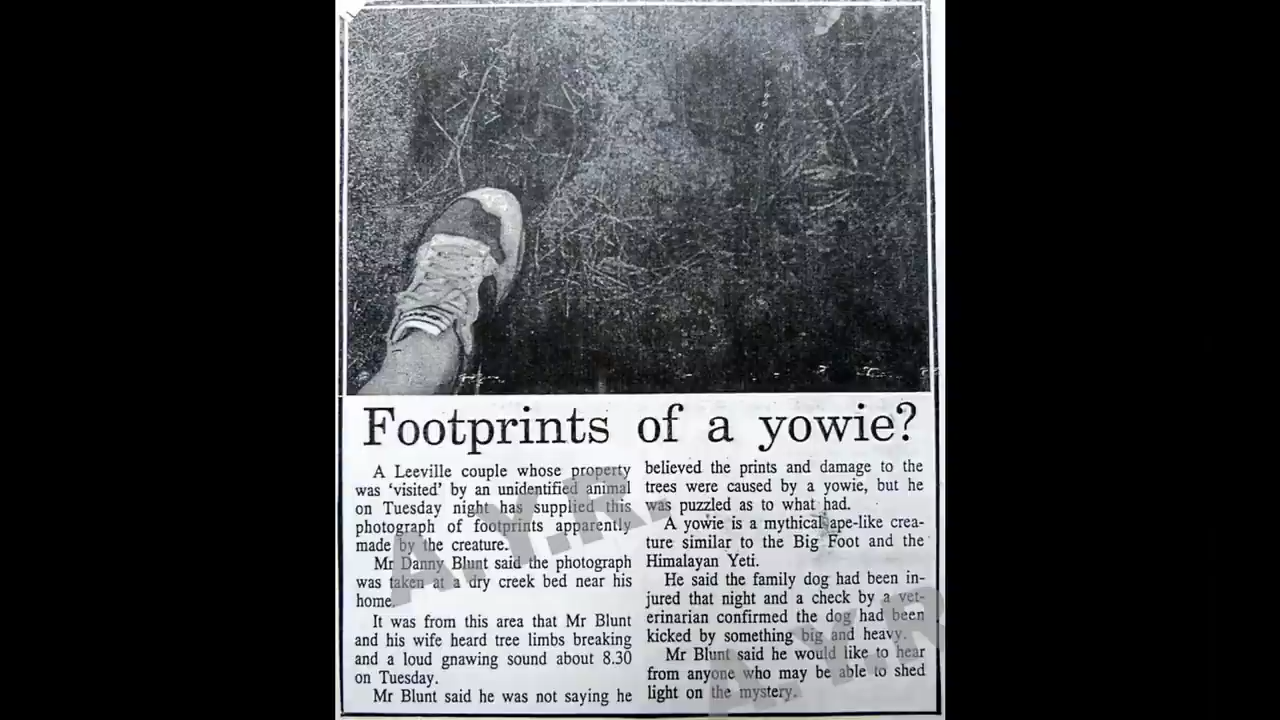 Footprints of a yowie?
A Leeville couple whose property
was 'visited' by an unidentified animal
on Tuesday night has supplied this
photograph of footprints apparently
made by the creature.
Mr Danny Blunt said the photograph
was taken at a dry creek bed near his
home.
It was from this area that Mr Blunt
and his wife heard tree limbs breaking
and a loud gnawing sound about 8.30
on Tuesday.
Mr Blunt said he was not saying he
believed the prints and damage to the
trees were caused by a yowie, but he
was puzzled as to what had.
A yowie is a mythical ape-like crea-
ture similar to the Big Foot and the
Himalayan Yeti.
He said the family dog had been in-
jured that night and a check by a vet-
erinarian confirmed the dog had been
kicked by something big and heavy.
Mr Blunt said he would like to hear
from anyone who may be able to shed
light on the mystery.
A.Y.R.
A.Y.R